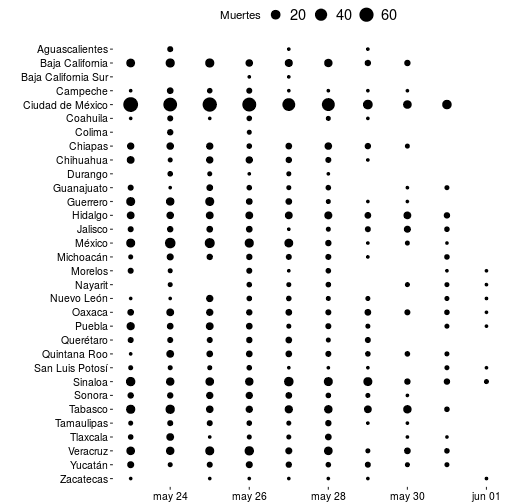 Muertes 20 40 60
Aguascalientes
Baja California
Baja California Sur
Campeche
Ciudad de México
Coahuila
Colima
Chiapas
Chihuahua
Durango
Guanajuato
Guerrero
Hidalgo
Jalisco
México
Michoacán
Morelos
Nayarit
Nuevo León
Oaxaca
Puebla
Querétaro
Quintana Roo
San Luis Potosí
Sinaloa
Sonora
Tabasco
Tamaulipas
Tlaxcala
Veracruz
Yucatán
Zacatecas
may 24 may 26 may 28 may 30 jun 01